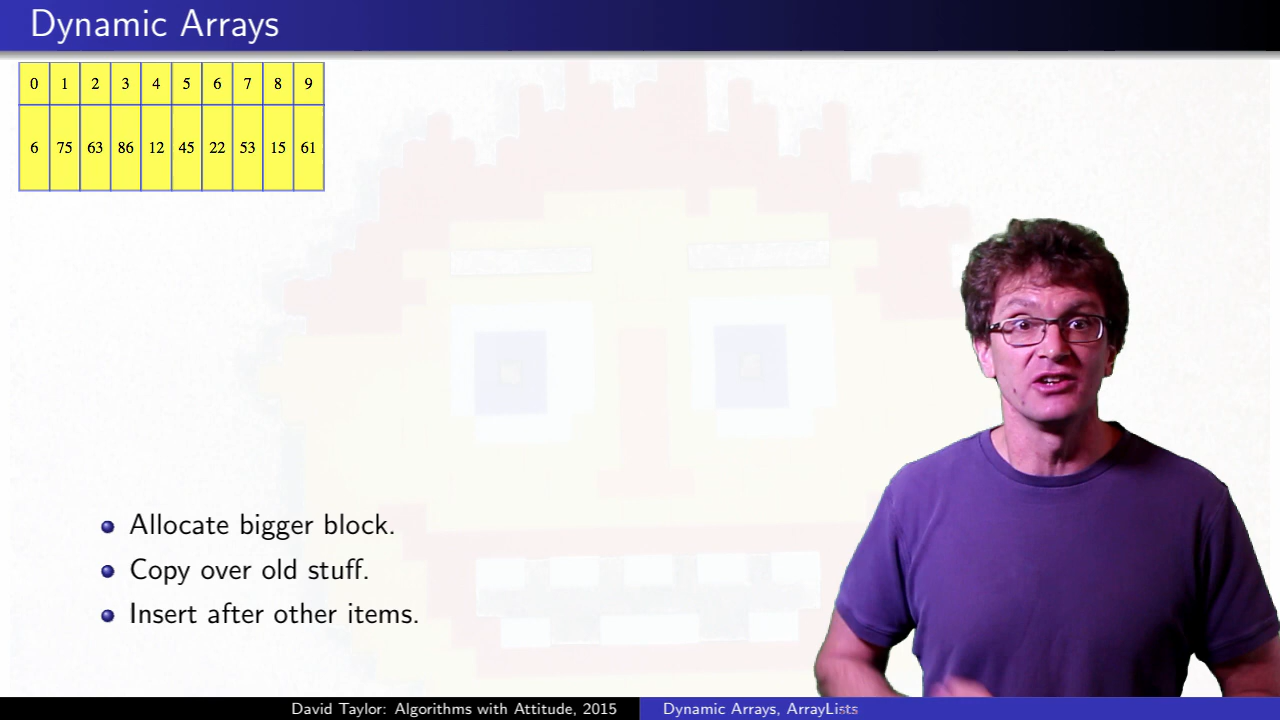 Dynamic Arrays
0 1 2 3 4 5 6 7 8 9
6 75 63 86 12 45 22 53 15 61
Allocate bigger block.
Copy over old stuff.
Insert after other items.
David Taylor: Algorithms with Attitude, 2015
Dynamic Arrays, ArrayLists